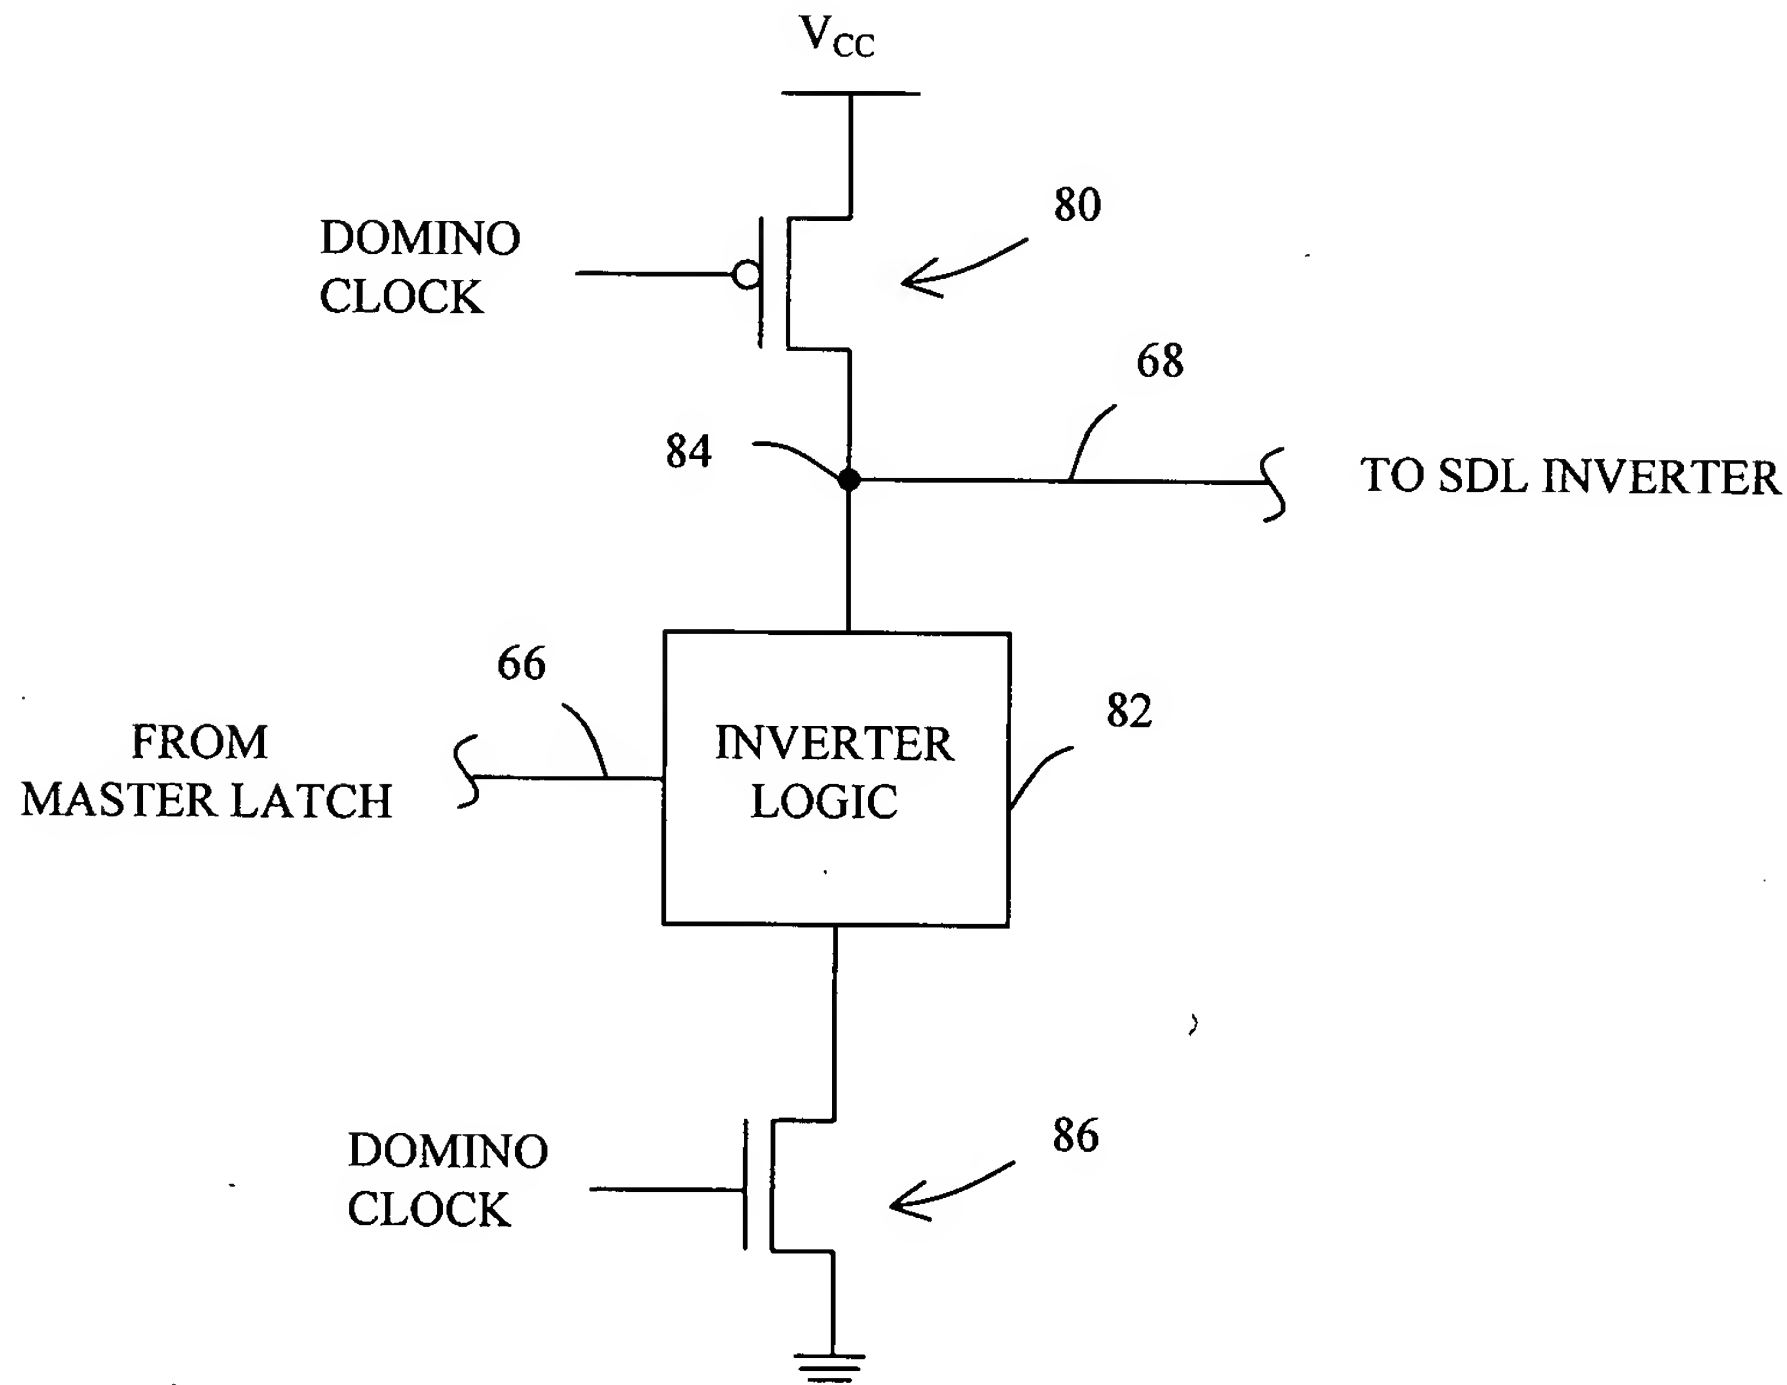 VCC
80
DOMINO
CLOCK
68
84
TO SDL INVERTER
66
82
FROM
MASTER LATCH
INVERTER
LOGIC
86
DOMINO
CLOCK